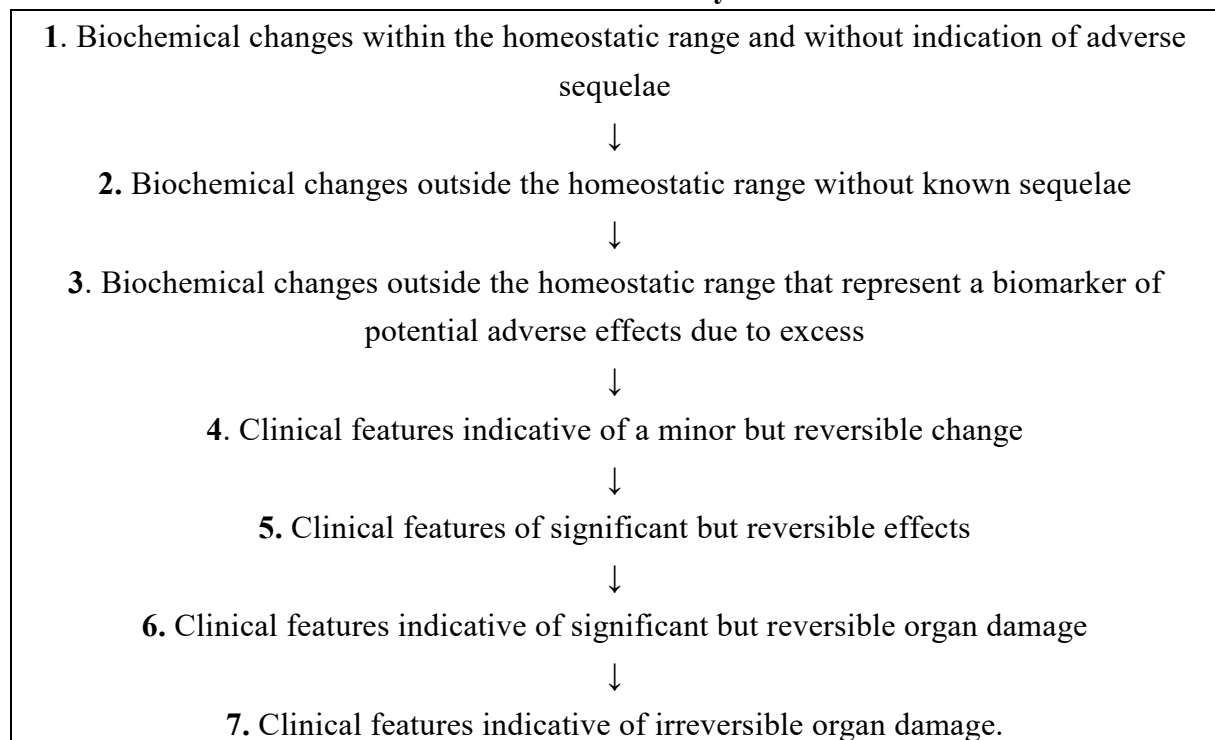 1. Biochemical changes within the homeostatic range and without indication of adverse
sequelae
↓
2. Biochemical changes outside the homeostatic range without known sequelae
↓
3. Biochemical changes outside the homeostatic range that represent a biomarker of
potential adverse effects due to excess
↓
4. Clinical features indicative of a minor but reversible change
↓
5. Clinical features of significant but reversible effects
↓
6. Clinical features indicative of significant but reversible organ damage
↓
7. Clinical features indicative of irreversible organ damage.